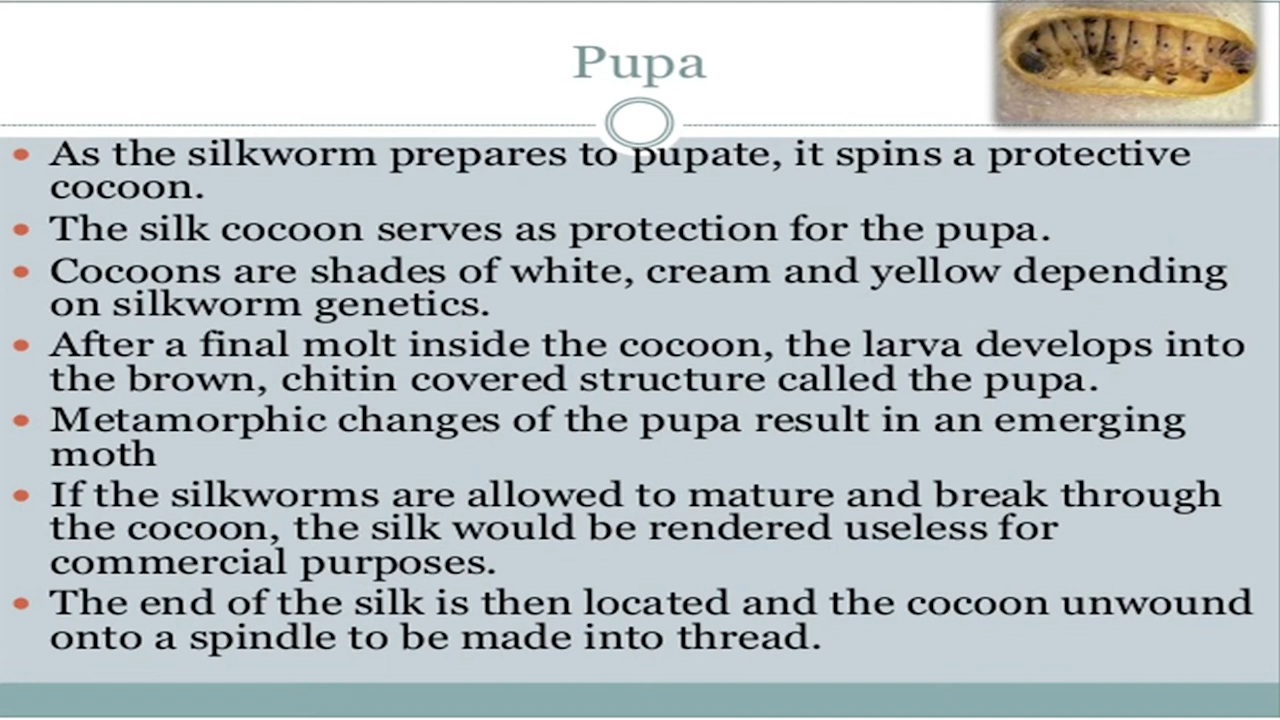 Pupa
• As the silkworm prepares to pupate, it spins a protective
cocoon.
• The silk cocoon serves as protection for the pupa.
• Cocoons are shades of white, cream and yellow depending
on silkworm genetics.
• After a final molt inside the cocoon, the larva develops into
the brown, chitin covered structure called the pupa.
• Metamorphic changes of the pupa result in an emerging
moth
• If the silkworms are allowed to mature and break through
the cocoon, the silk would be rendered useless for
commercial purposes.
• The end of the silk is then located and the cocoon unwound
onto a spindle to be made into thread.